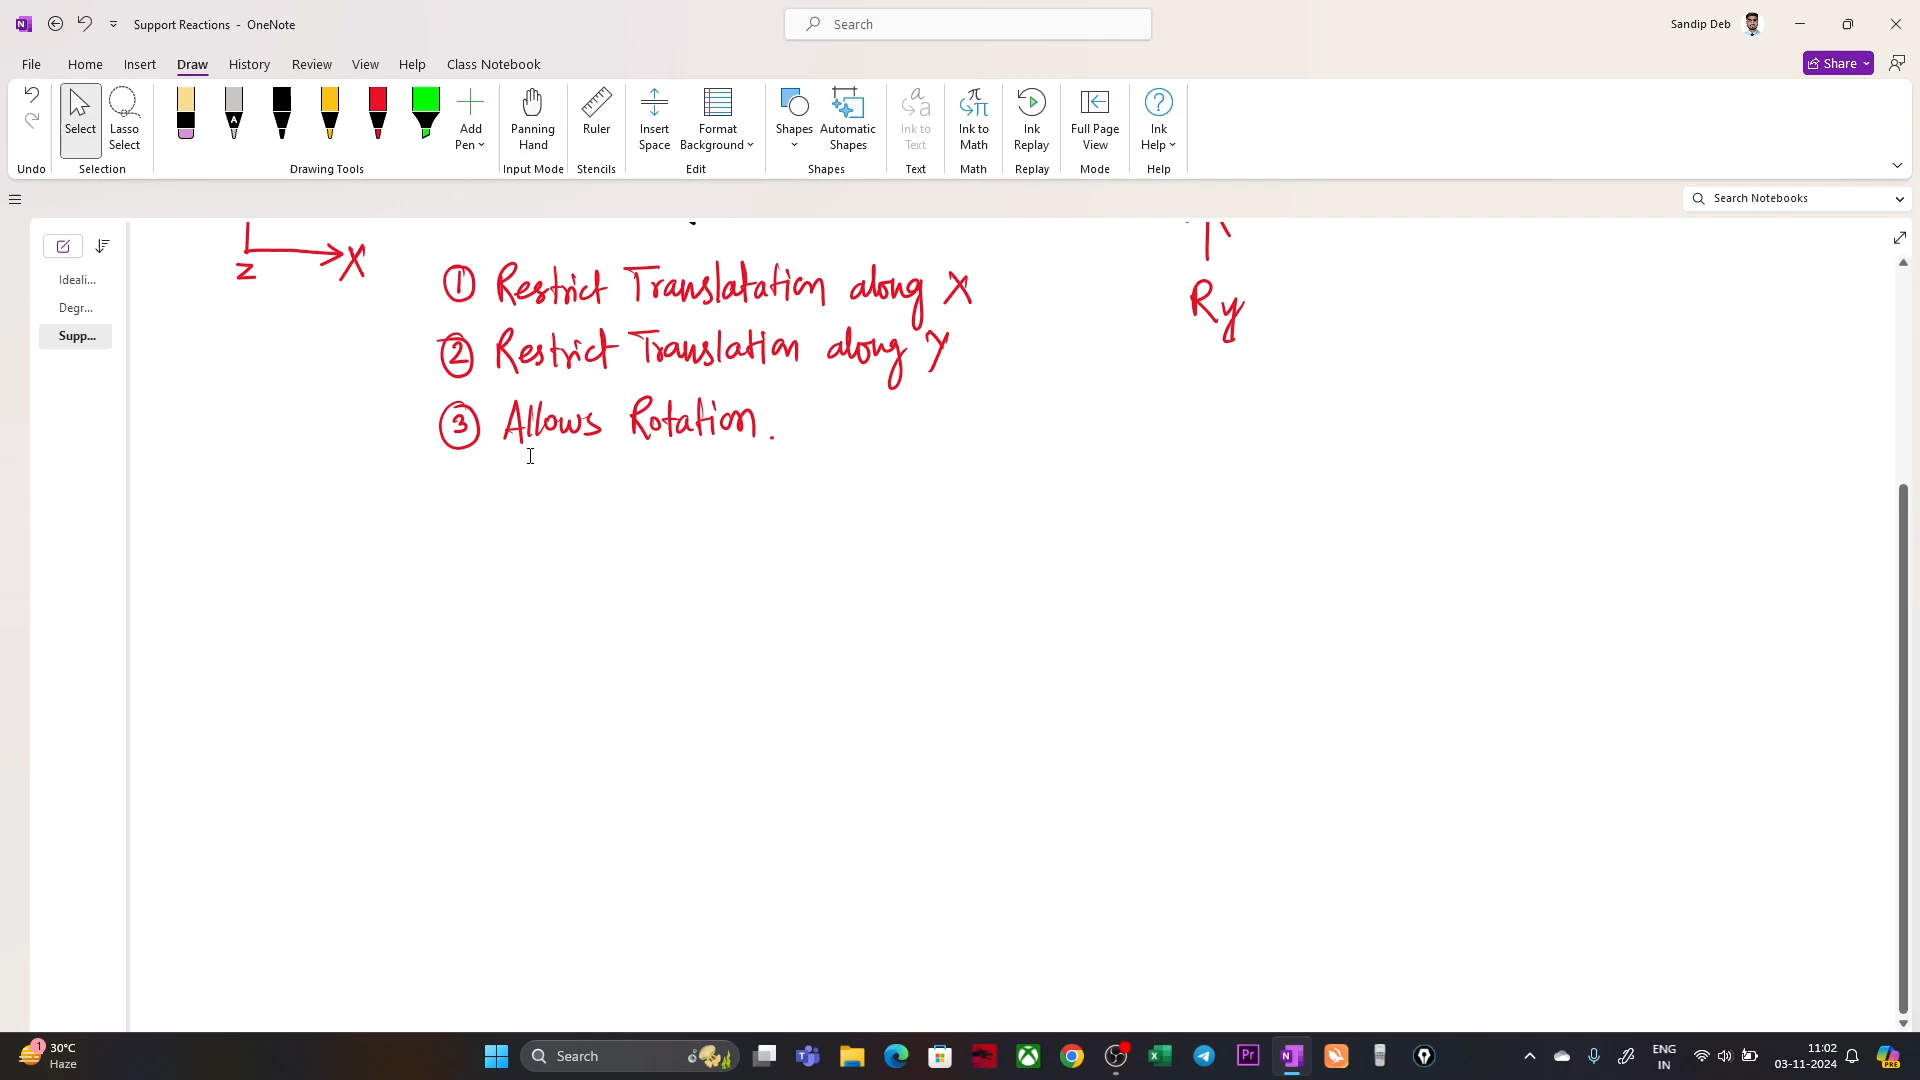 Support Reactions - OneNote
Search
Sandip Deb
File Home Insert Draw History Review View Help Class Notebook
Share
Select
Lasso Select
A
Add Pen
Panning Hand
Ruler
Insert Space
Format Background
Shapes
Automatic Shapes
Ink to Text
Ink to Math
Ink Replay
Full Page View
Ink Help
Undo Selection Drawing Tools Input Mode Stencils Edit Shapes Text Math Replay Mode Help
Search Notebooks
Ideali...
Degr...
Supp...
Z
X
① Restrict Translatation along X
② Restrict Translation along Y
③ Allows Rotation.
Ry
1
30°C
Haze
Search
ENG
IN
11:02
03-11-2024